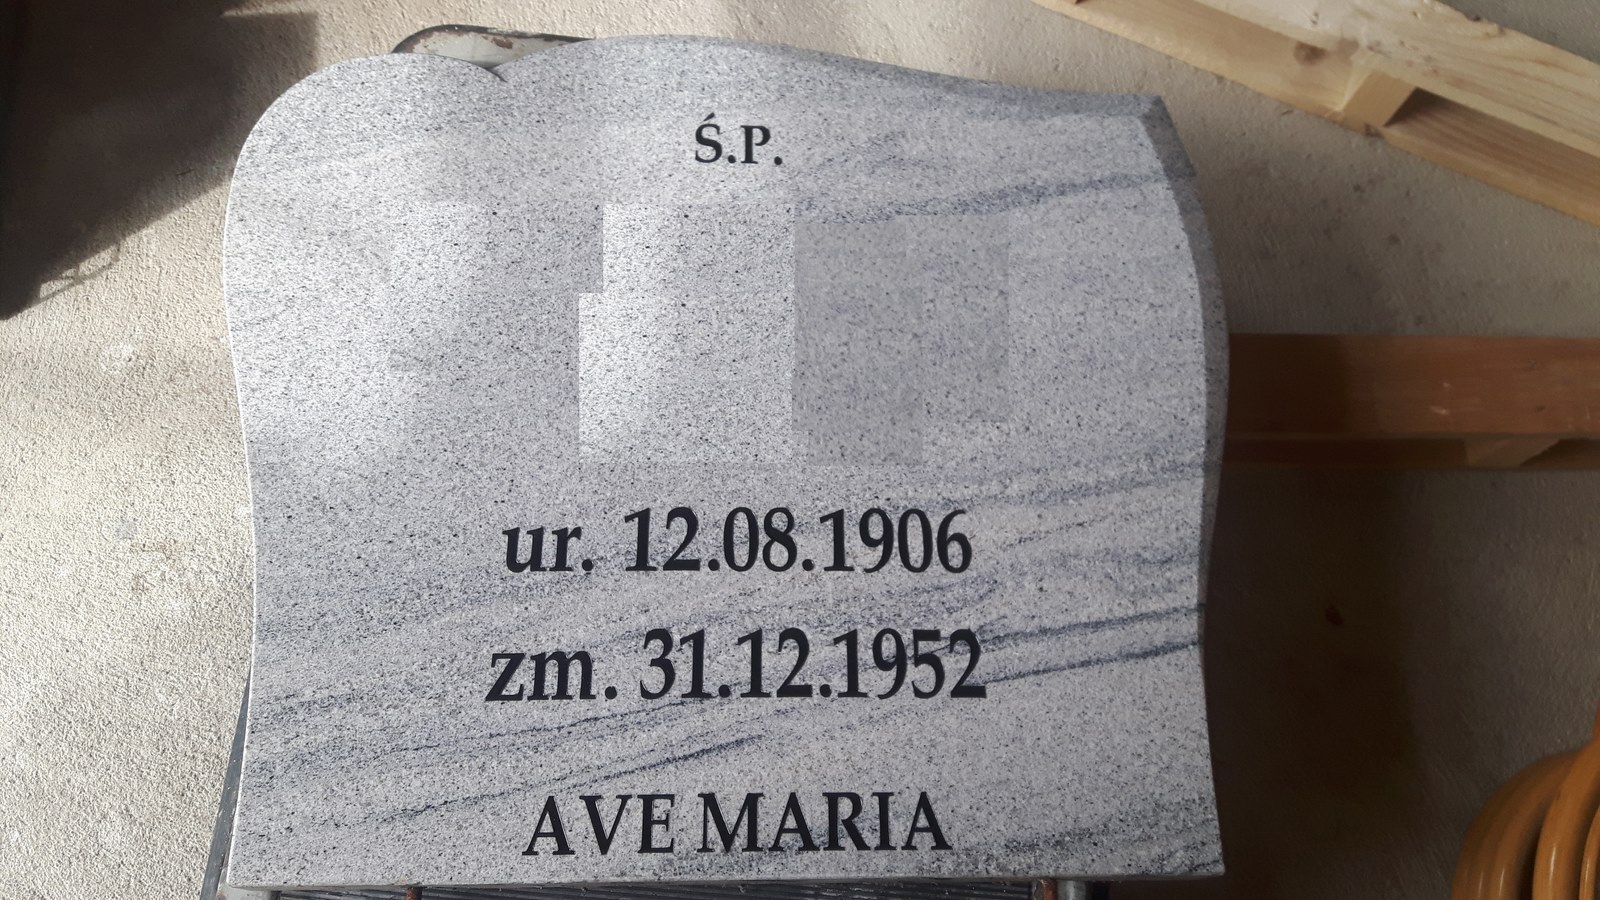 Ś.P.
ur. 12.08.1906
zm. 31.12.1952
AVE MARIA